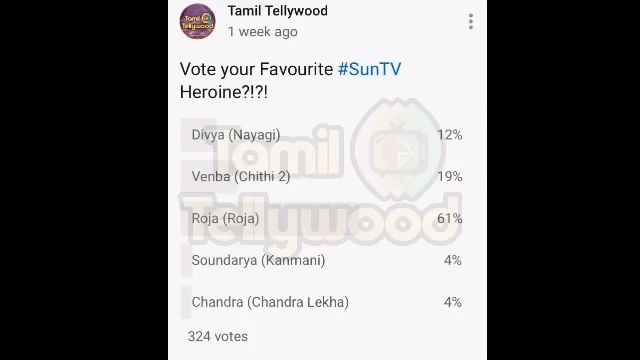 Tamil Tellywood
1 week ago
Vote your Favourite #SunTV
Heroine?!?!
Divya (Nayagi) 12%
Venba (Chithi 2) 19%
Roja (Roja) 61%
Soundarya (Kanmani) 4%
Chandra (Chandra Lekha) 4%
324 votes
Tamil
Tellywood